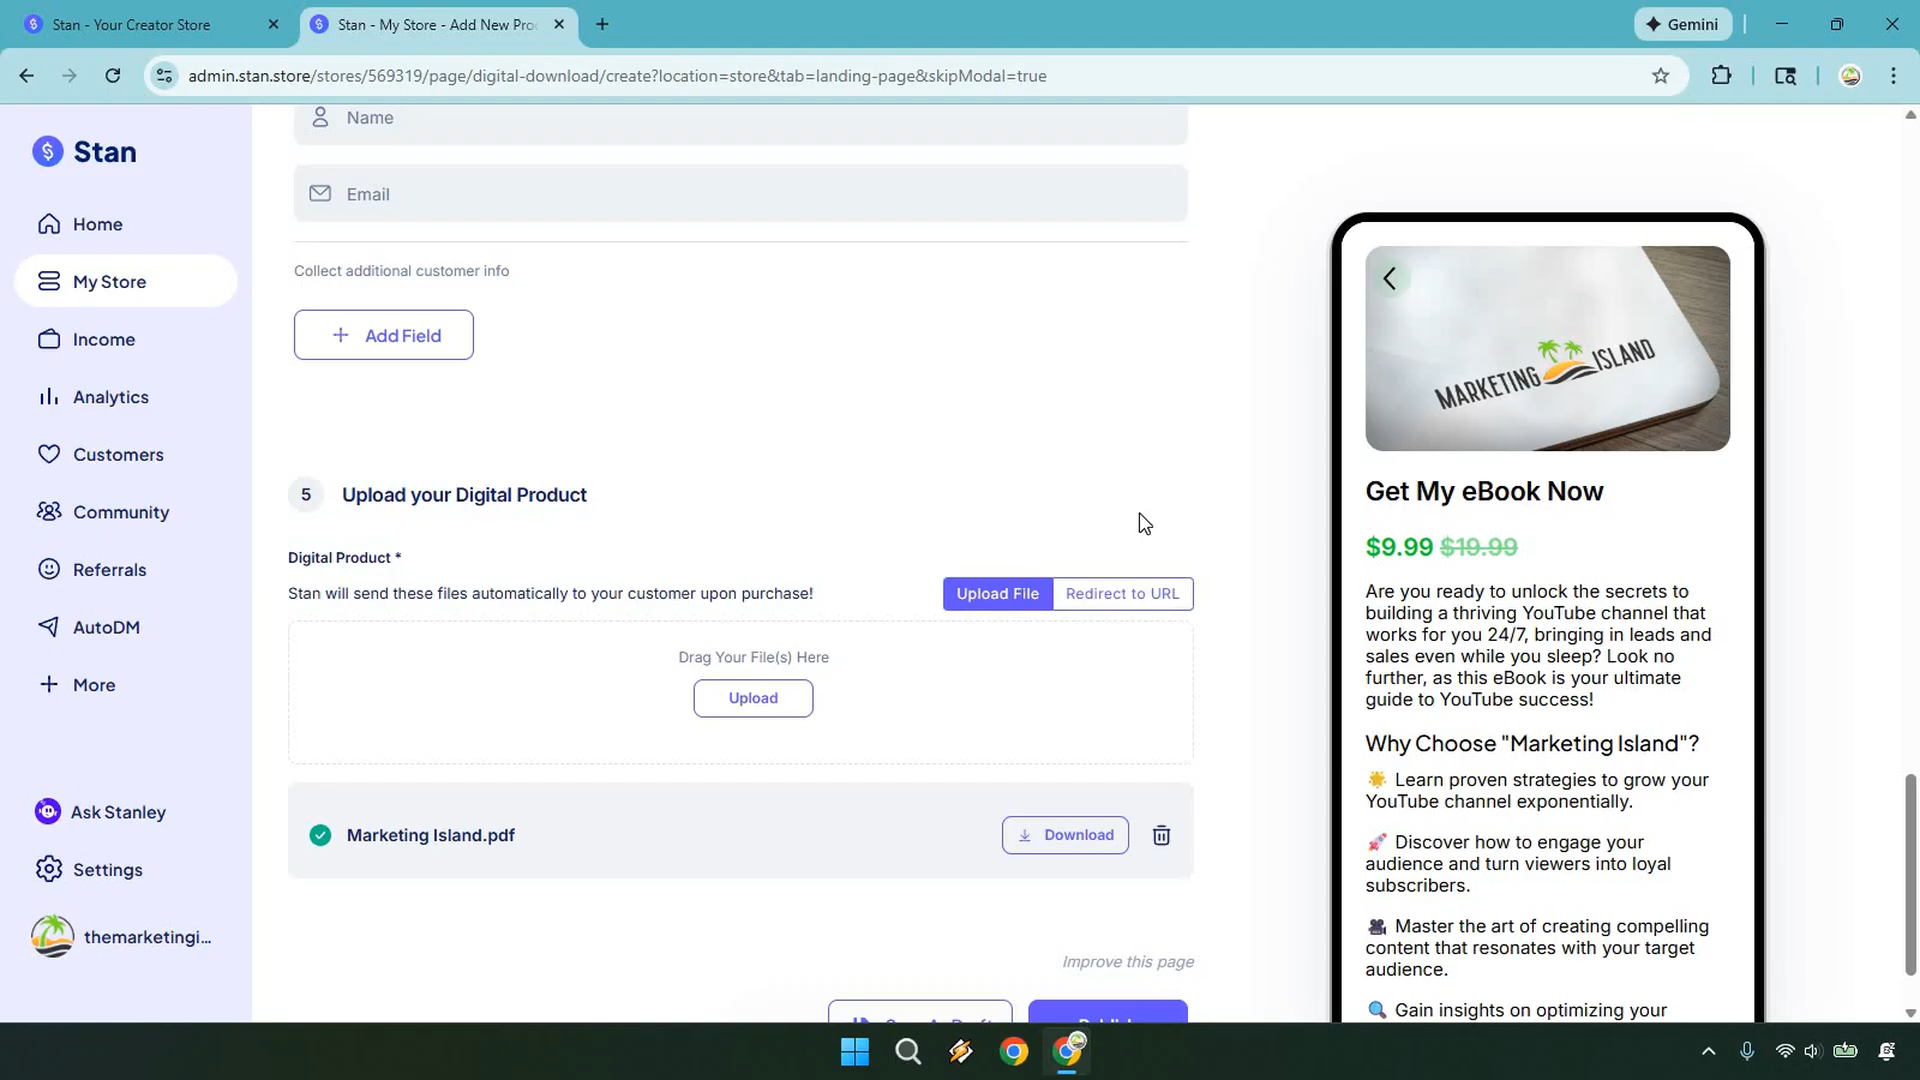 Stan - Your Creator Store
Stan - My Store - Add New Pro
Gemini
admin.stan.store/stores/569319/page/digital-download/create?location=store&tab=landing-page&skipModal=true
Stan
Home
My Store
Income
Analytics
Customers
Community
Referrals
AutoDM
More
Ask Stanley
Settings
themarketingi...
Name
Email
Collect additional customer info
Add Field
5 Upload your Digital Product
Digital Product *
Stan will send these files automatically to your customer upon purchase!
Upload File
Redirect to URL
Drag Your File(s) Here
Upload
Marketing Island.pdf
Download
Improve this page
MARKETING ISLAND
Get My eBook Now
$9.99 $19.99
Are you ready to unlock the secrets to
building a thriving YouTube channel that
works for you 24/7, bringing in leads and
sales even while you sleep? Look no
further, as this eBook is your ultimate
guide to YouTube success!
Why Choose "Marketing Island"?
🌟 Learn proven strategies to grow your
YouTube channel exponentially.
🚀 Discover how to engage your
audience and turn viewers into loyal
subscribers.
🎥 Master the art of creating compelling
content that resonates with your target
audience.
🔍 Gain insights on optimizing your